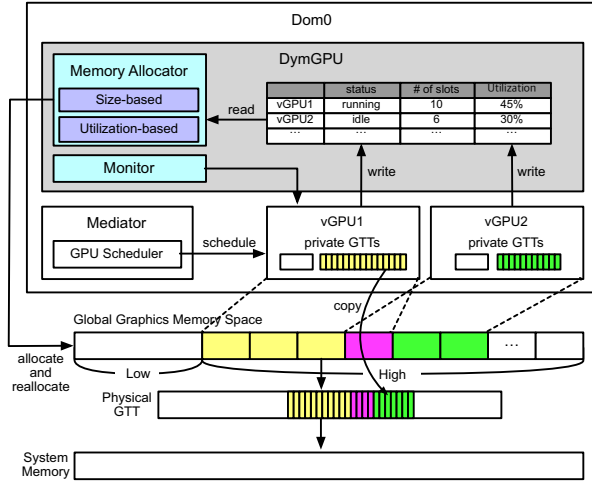 Dom0
DymGPU
Memory Allocator
Size-based
Utilization-based
read
status # of slots Utilization
vGPU1 running 10 45%
vGPU2 idle 6 30%
... ... ... ...
Monitor
write write
Mediator
GPU Scheduler
schedule
vGPU1
private GTTs
vGPU2
private GTTs
copy
Global Graphics Memory Space
...
allocate
and
reallocate
Low High
Physical
GTT
System
Memory